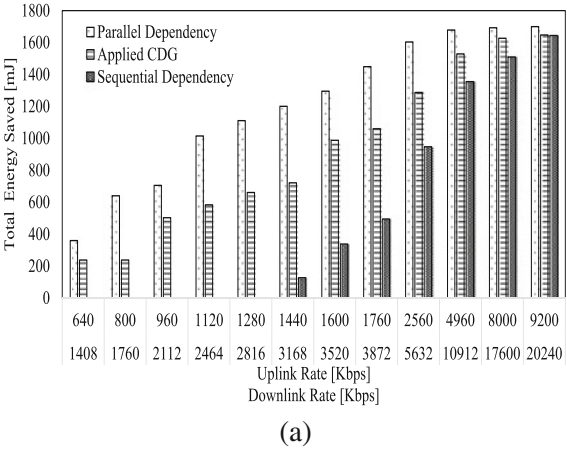 Total Energy Saved [mJ]
1800
1600
1400
1200
1000
800
600
400
200
0
Parallel Dependency
Applied CDG
Sequential Dependency
640 800 960 1120 1280 1440 1600 1760 2560 4960 8000 9200
1408 1760 2112 2464 2816 3168 3520 3872 5632 10912 17600 20240
Uplink Rate [Kbps]
Downlink Rate [Kbps]
(a)